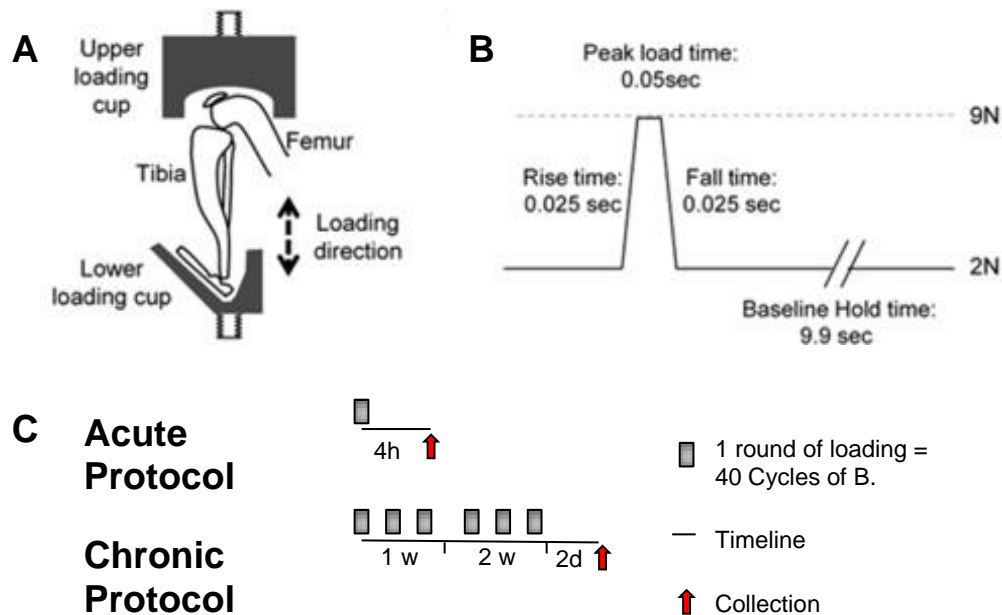 A
Upper
loading
cup
Femur
Tibia
Loading
direction
Lower
loading cup
B
Peak load time:
0.05sec
9N
Rise time:
0.025 sec
Fall time:
0.025 sec
2N
Baseline Hold time:
9.9 sec
C
Acute
Protocol
4h
Chronic
Protocol
1 w
2 w
2d
1 round of loading =
40 Cycles of B.
Timeline
Collection